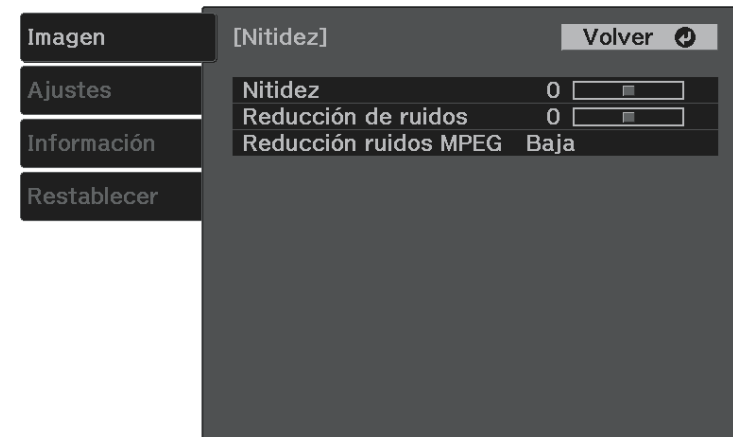 Imagen
Ajustes
Información
Restablecer
[Nitidez]
Volver
Nitidez 0
Reducción de ruidos 0
Reducción ruidos MPEG Baja